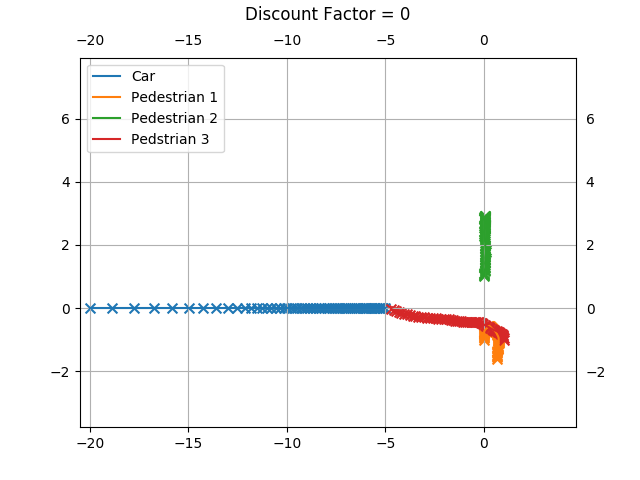 Discount Factor = 0
−20 −15 −10 −5 0
Car
Pedestrian 1
Pedestrian 2
Pedstrian 3
6 6
4 4
2 2
0 0
−2 −2
−20 −15 −10 −5 0